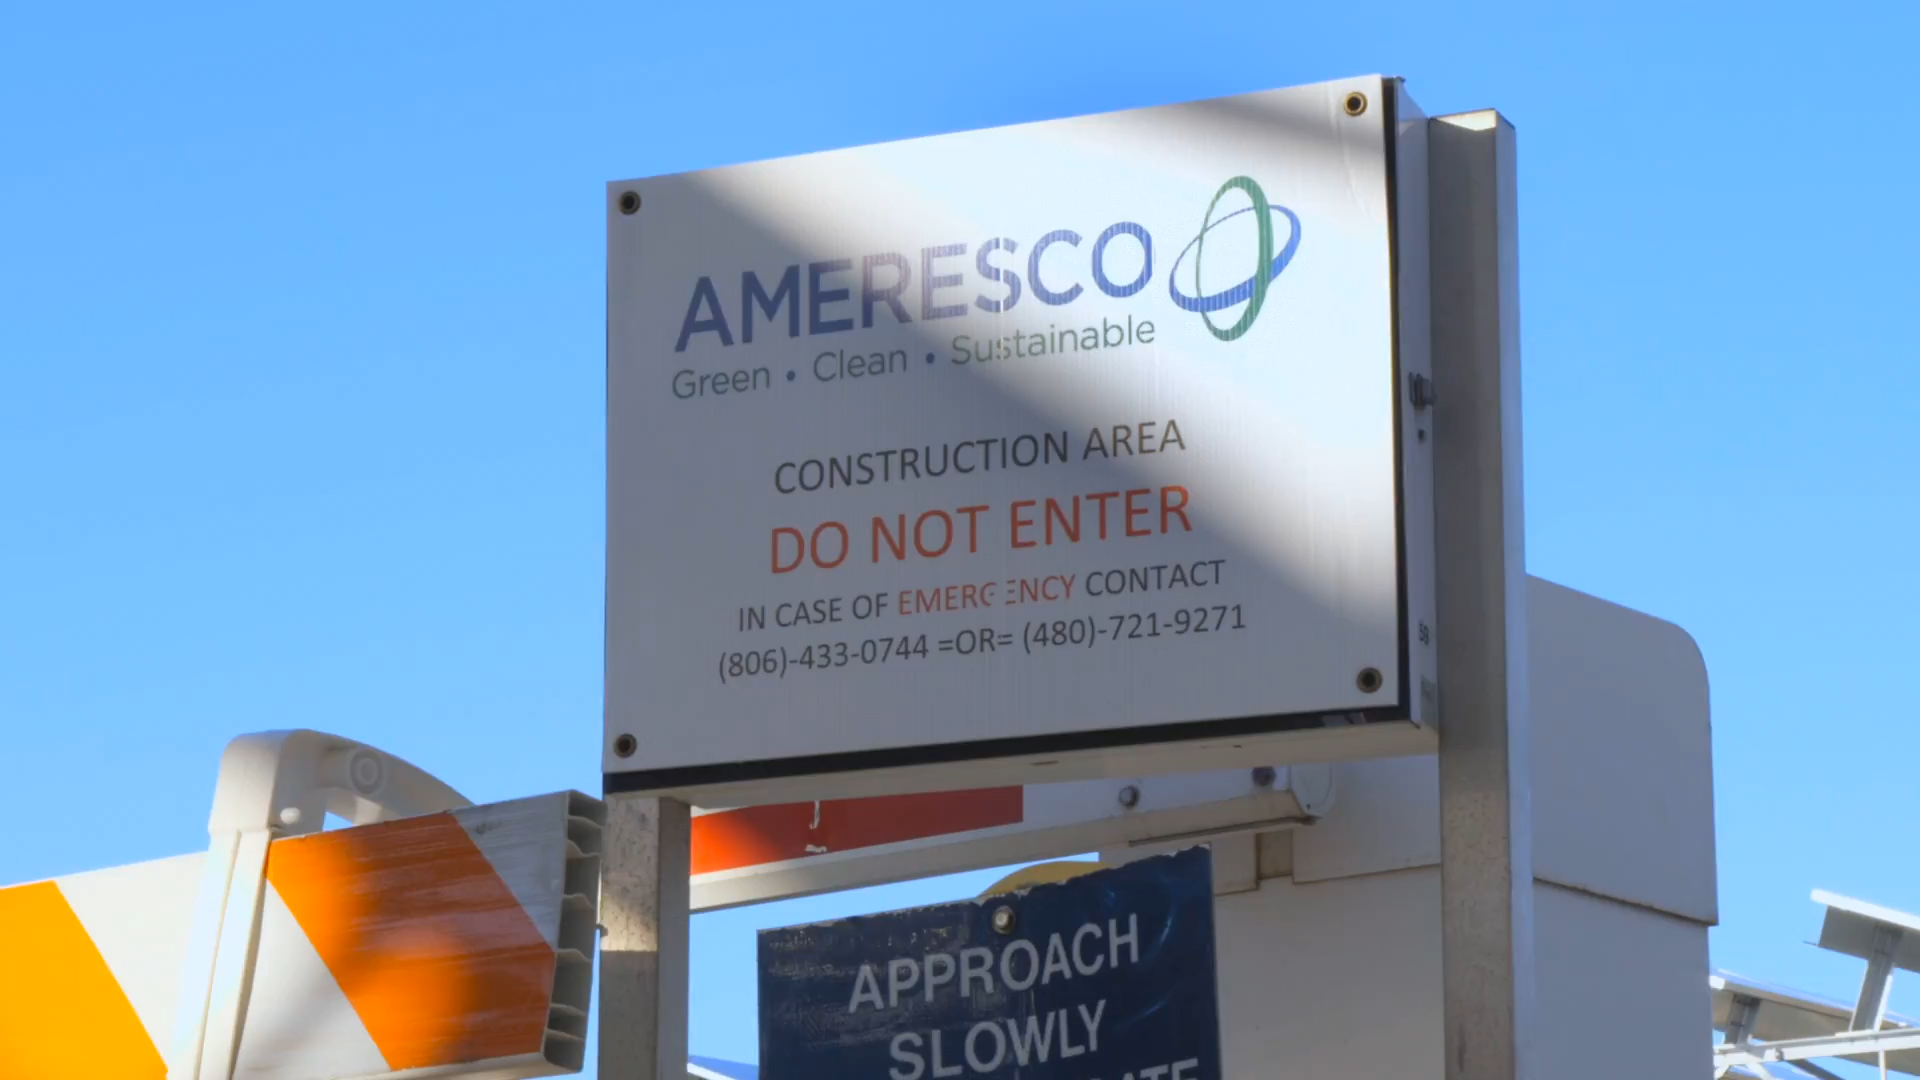 AMERESCO
Green • Clean • Sustainable
CONSTRUCTION AREA
DO NOT ENTER
IN CASE OF EMERGENCY CONTACT
(806)-433-0744 =OR= (480)-721-9271
APPROACH
SLOWLY